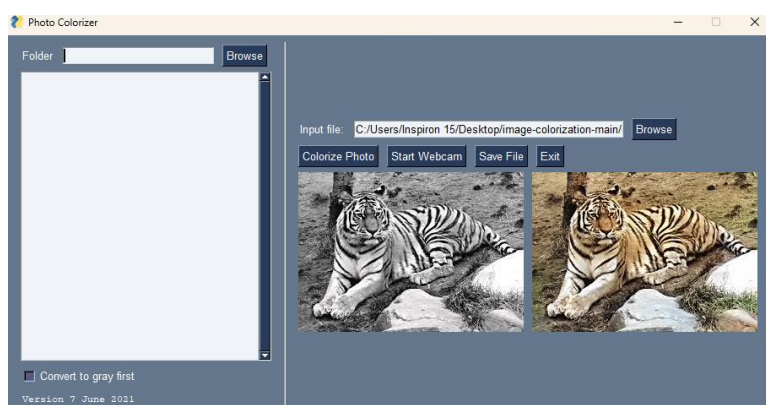 Photo Colorizer
Folder
Browse
Input file: C:/Users/Inspiron 15/Desktop/image-colorization-main/ Browse
Colorize Photo Start Webcam Save File Exit
Convert to gray first
Version 7 June 2021